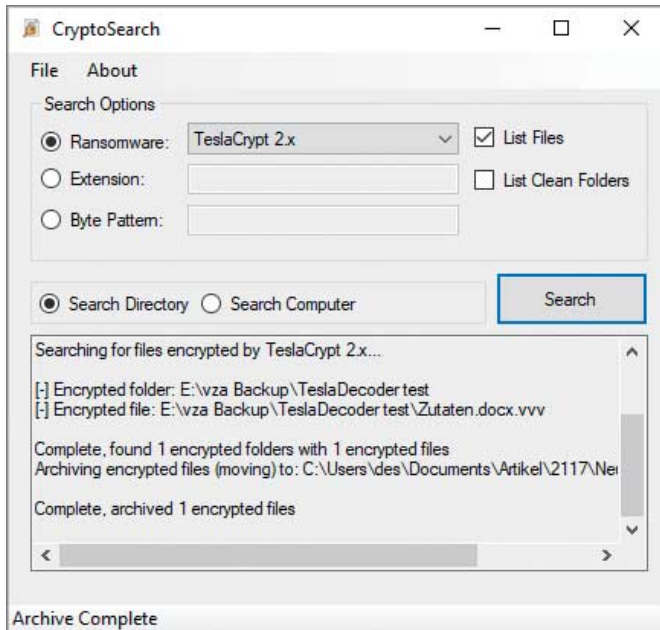 CryptoSearch
File About
Search Options
Ransomware: TeslaCrypt 2.x List Files
Extension: List Clean Folders
Byte Pattern:
Search Directory Search Computer Search
Searching for files encrypted by TeslaCrypt 2.x...
[-] Encrypted folder: E:\vza Backup\TeslaDecoder test
[-] Encrypted file: E:\vza Backup\TeslaDecoder test\Zutaten.docx.vvv
Complete, found 1 encrypted folders with 1 encrypted files
Archiving encrypted files (moving) to: C:\Users\des\Documents\Artikel\2117\Neu
Complete, archived 1 encrypted files
Archive Complete